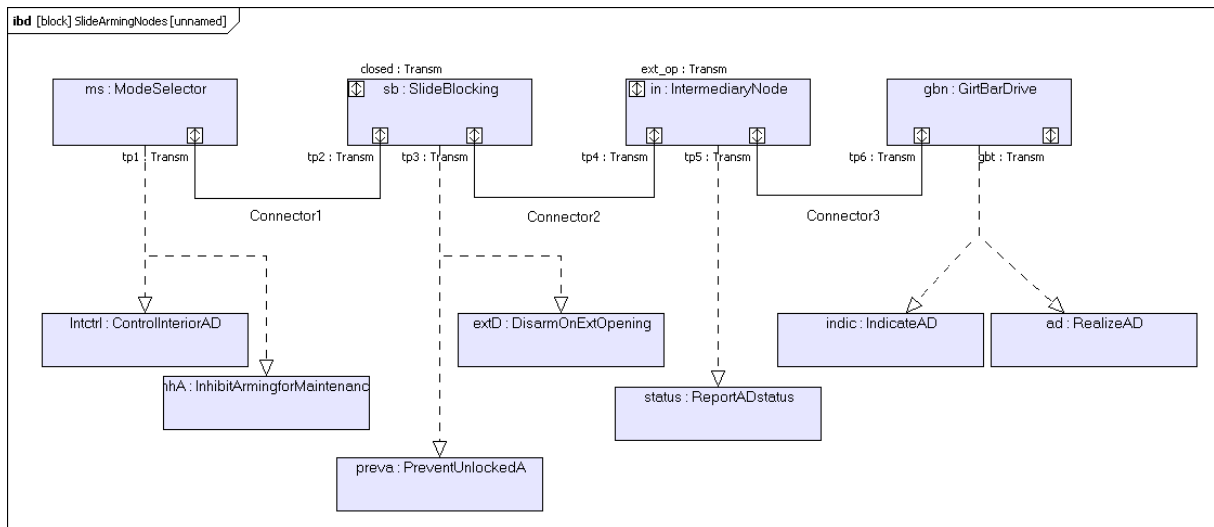 ibd [block] SlideArmingNodes [unnamed]
closed : Transm
ext_op : Transm
ms : ModeSelector
sb : SlideBlocking
in : IntermediaryNode
gbn : GirtBarDrive
tp1 : Transm
tp2 : Transm
tp3 : Transm
tp4 : Transm
tp5 : Transm
tp6 : Transm
gbt : Transm
Connector1
Connector2
Connector3
Intctrl : ControlInteriorAD
extD : DisarmOnExtOpening
indic : IndicateAD
ad : RealizeAD
nhA : InhibitArmingforMaintenanc
status : ReportADstatus
preva : PreventUnlockedA